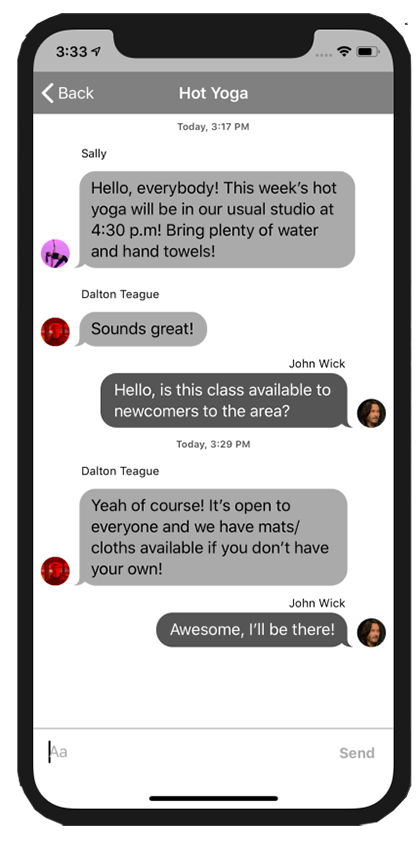 3:33
Back
Hot Yoga
Today, 3:17 PM
Sally
Hello, everybody! This week's hot
yoga will be in our usual studio at
4:30 p.m! Bring plenty of water
and hand towels!
Dalton Teague
Sounds great!
John Wick
Hello, is this class available to
newcomers to the area?
Today, 3:29 PM
Dalton Teague
Yeah of course! It's open to
everyone and we have mats/
cloths available if you don't have
your own!
John Wick
Awesome, I'll be there!
Aa
Send